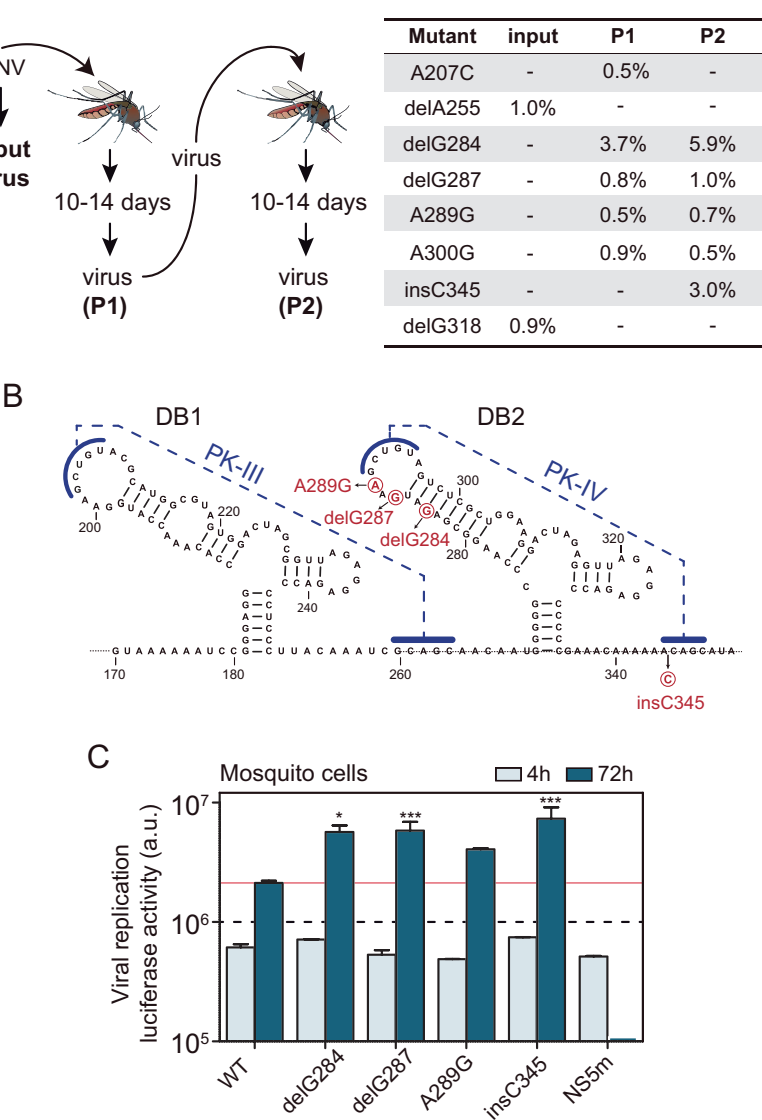 NV
put
rus
virus
10-14 days
10-14 days
virus
(P1)
virus
(P2)
Mutant input P1 P2
A207C - 0.5% -
delA255 1.0% - -
delG284 - 3.7% 5.9%
delG287 - 0.8% 1.0%
A289G - 0.5% 0.7%
A300G - 0.9% 0.5%
insC345 - - 3.0%
delG318 0.9% - -
B
DB1
DB2
PK-III
PK-IV
A289G
delG287
delG284
200
220
240
280
300
320
GUAAAAAAUCCG
CUUACAAAUCGCAGCAACAAUG
CGAAACAAAAAACAGCAUA
170
180
260
340
C
insC345
C
Mosquito cells
4h
72h
Viral replication
luciferase activity (a.u.)
10⁷
10⁶
10⁵
* *** ***
WT
delG284
delG287
A289G
insC345
NS5m